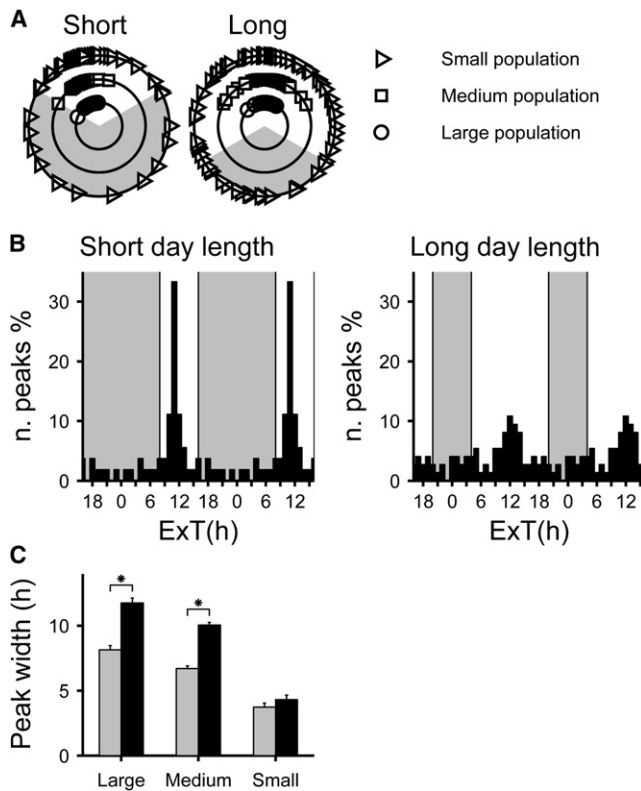 A
Short Long
Small population
Medium population
Large population
B
Short day length
n. peaks %
30
20
10
0
18 0 6 12 18 0 6 12
ExT(h)
Long day length
n. peaks %
30
20
10
0
18 0 6 12 18 0 6 12
ExT(h)
C
Peak width (h)
10
5
0
* *
Large Medium Small